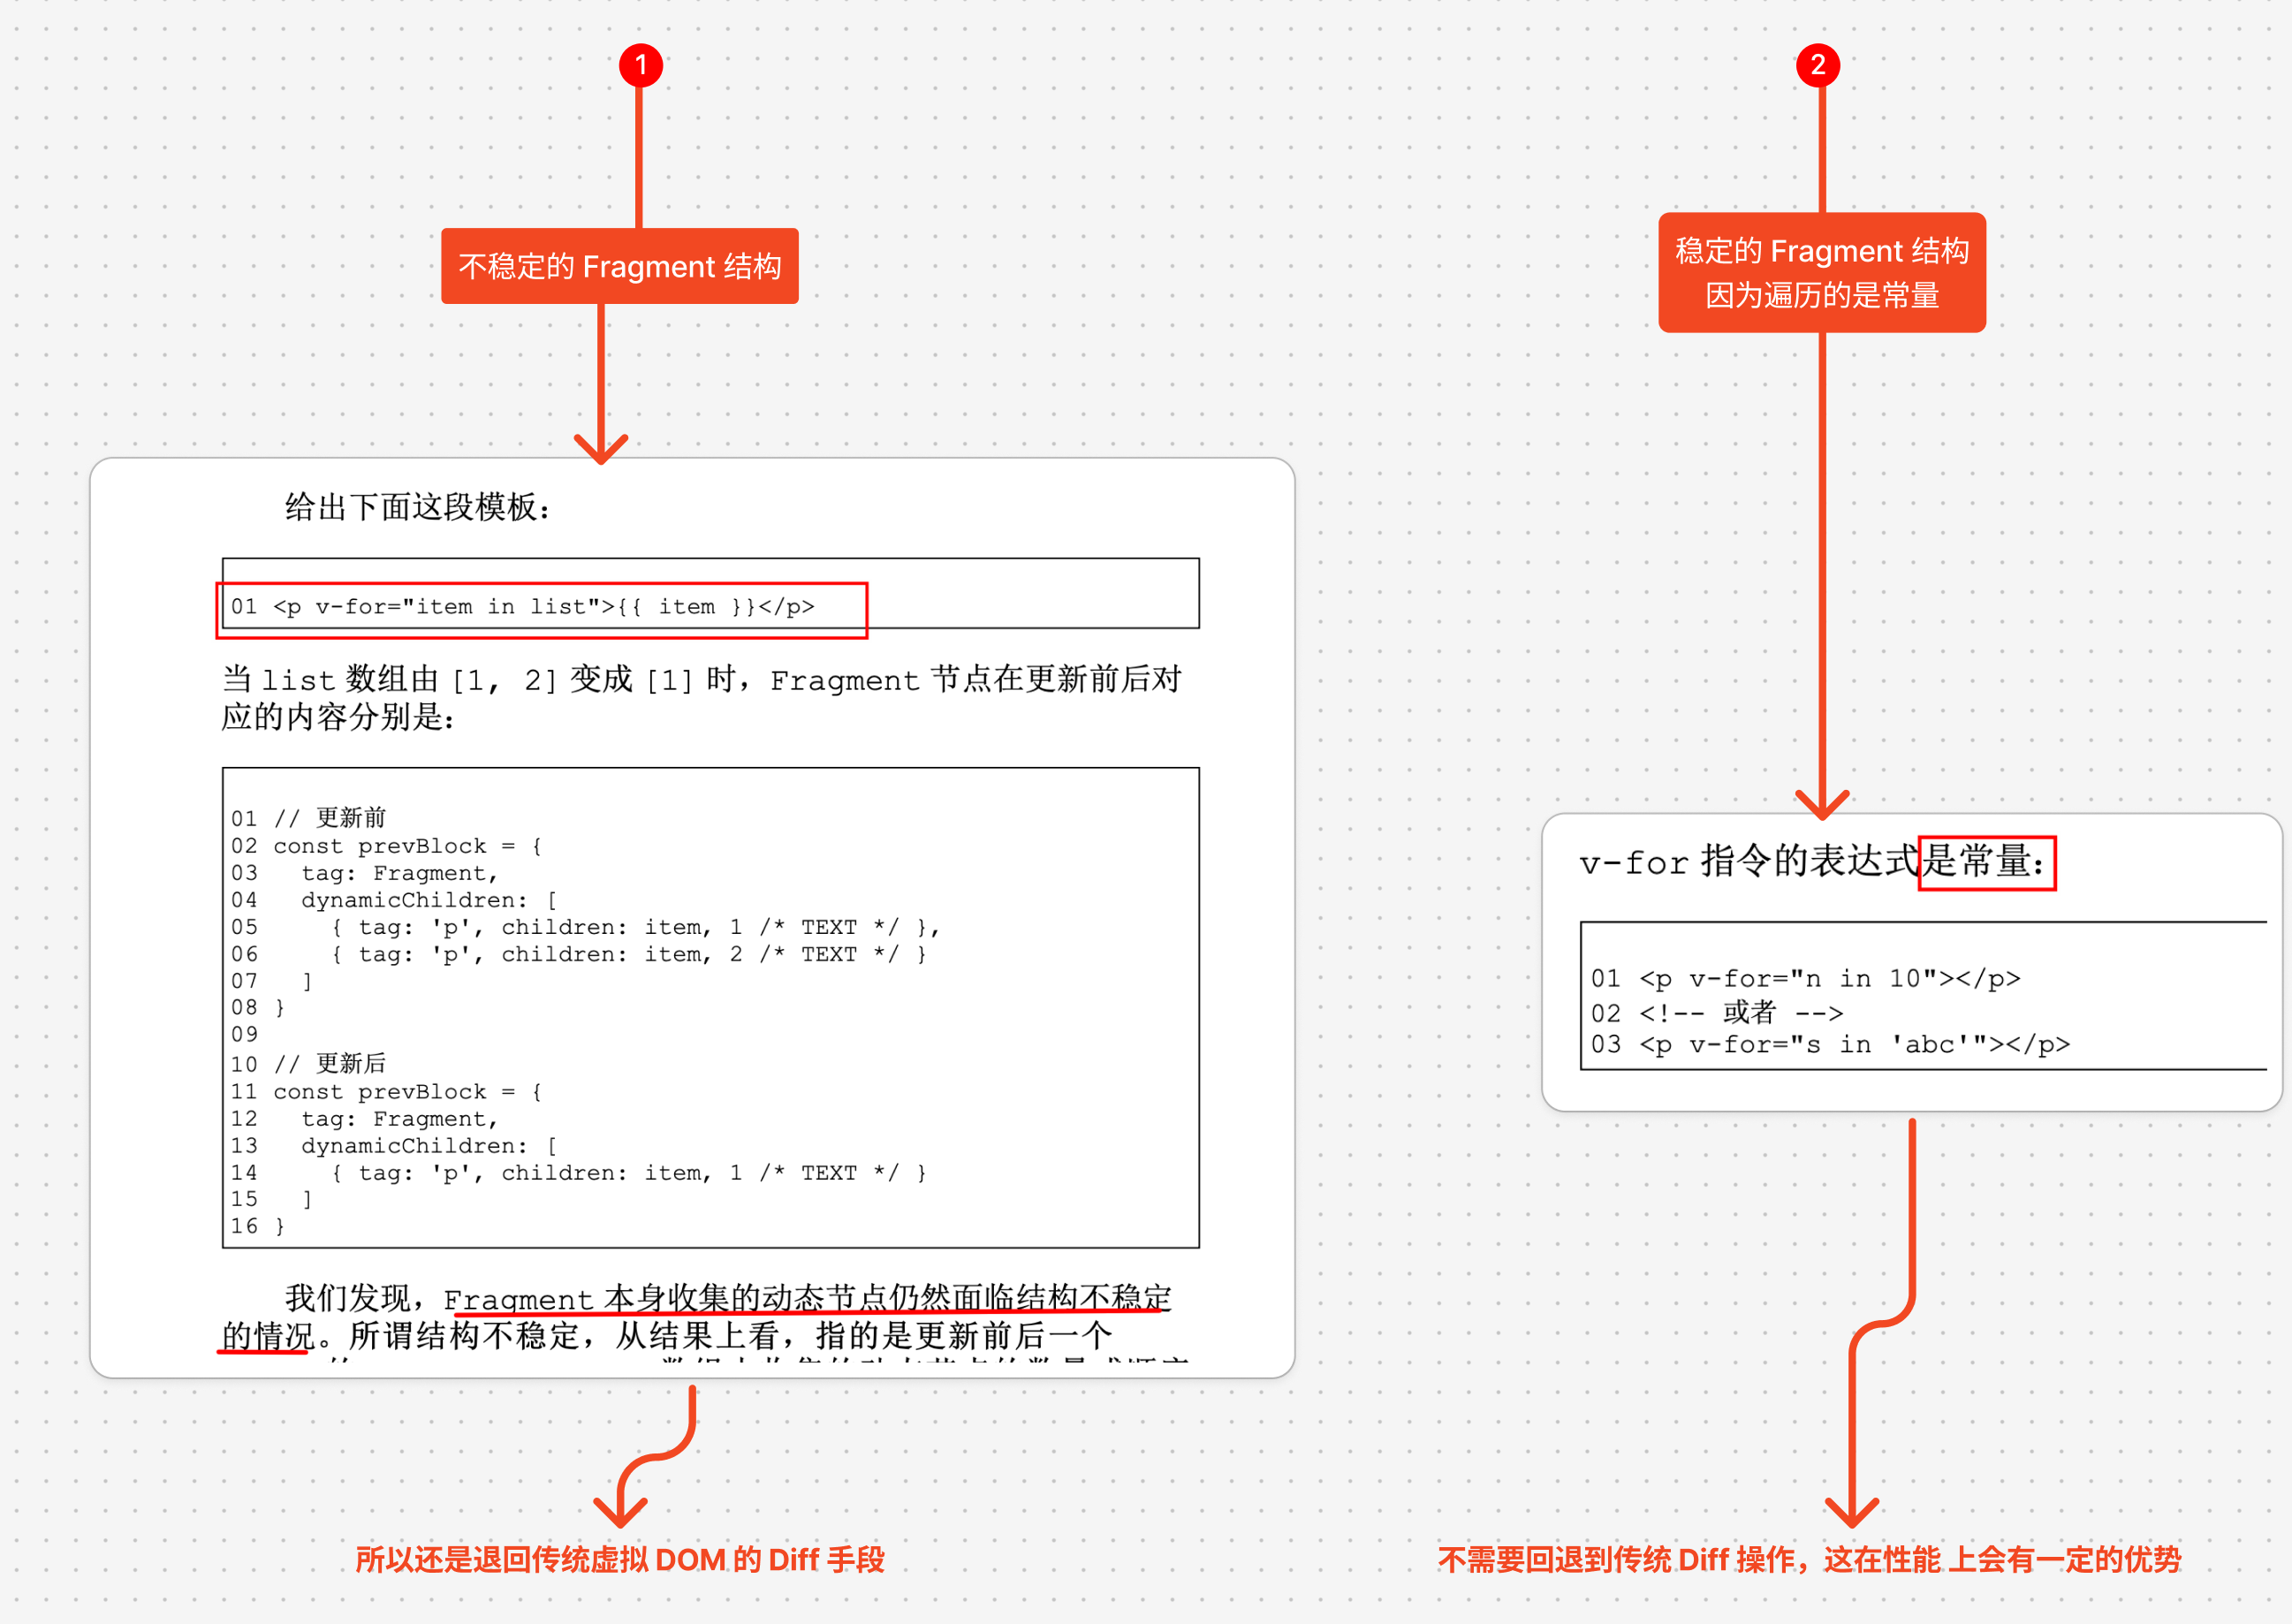 1
不稳定的 Fragment 结构
给出下面这段模板：
01 <p v-for="item in list">{{ item }}</p>
当 list 数组由 [1, 2] 变成 [1] 时，Fragment 节点在更新前后对
应的内容分别是：
01 // 更新前
02 const prevBlock = {
03   tag: Fragment,
04   dynamicChildren: [
05     { tag: 'p', children: item, 1 /* TEXT */ },
06     { tag: 'p', children: item, 2 /* TEXT */ }
07   ]
08 }
09
10 // 更新后
11 const prevBlock = {
12   tag: Fragment,
13   dynamicChildren: [
14     { tag: 'p', children: item, 1 /* TEXT */ }
15   ]
16 }
我们发现，Fragment 本身收集的动态节点仍然面临结构不稳定
的情况。所谓结构不稳定，从结果上看，指的是更新前后一个
所以还是退回传统虚拟 DOM 的 Diff 手段
2
稳定的 Fragment 结构
因为遍历的是常量
v-for 指令的表达式是常量：
01 <p v-for="n in 10"></p>
02 <!-- 或者 -->
03 <p v-for="s in 'abc'"></p>
不需要回退到传统 Diff 操作，这在性能 上会有一定的优势